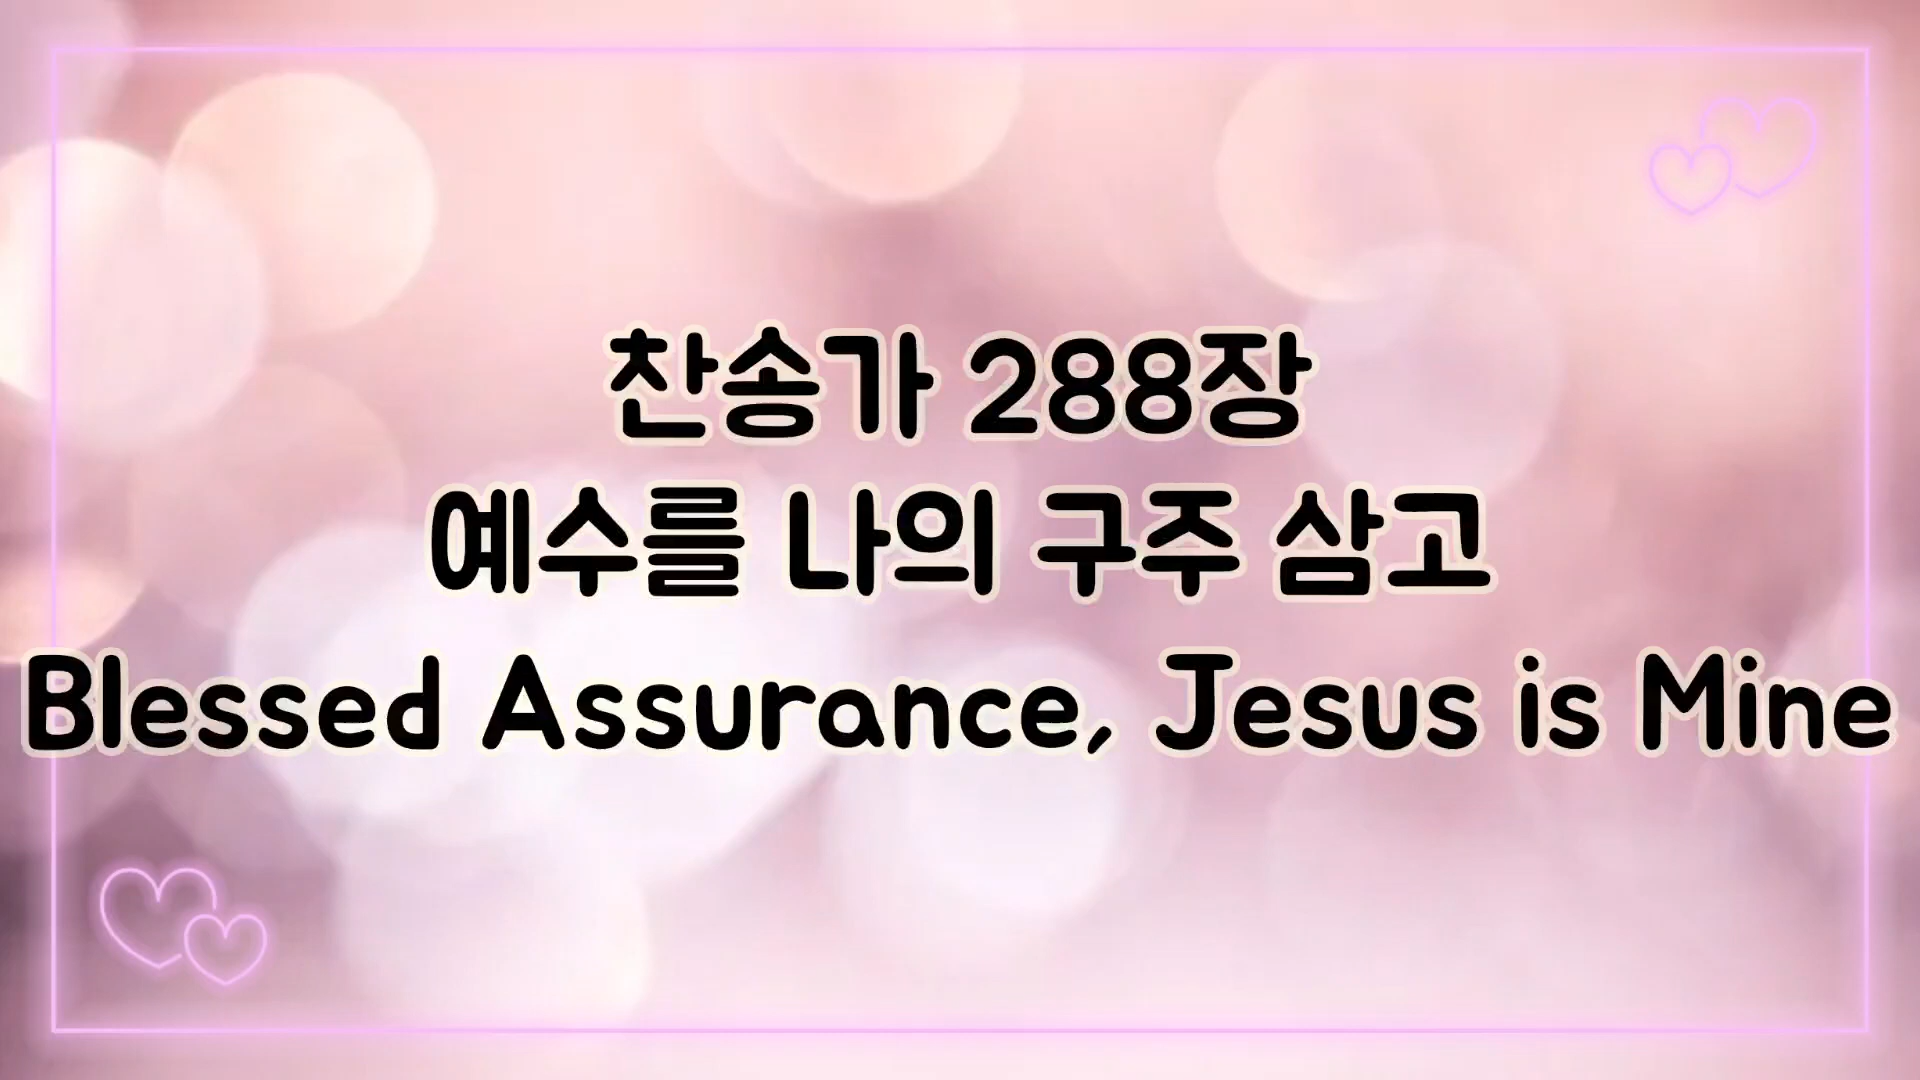 찬송가 288장
예수를 나의 구주 삼고
Blessed Assurance, Jesus is Mine